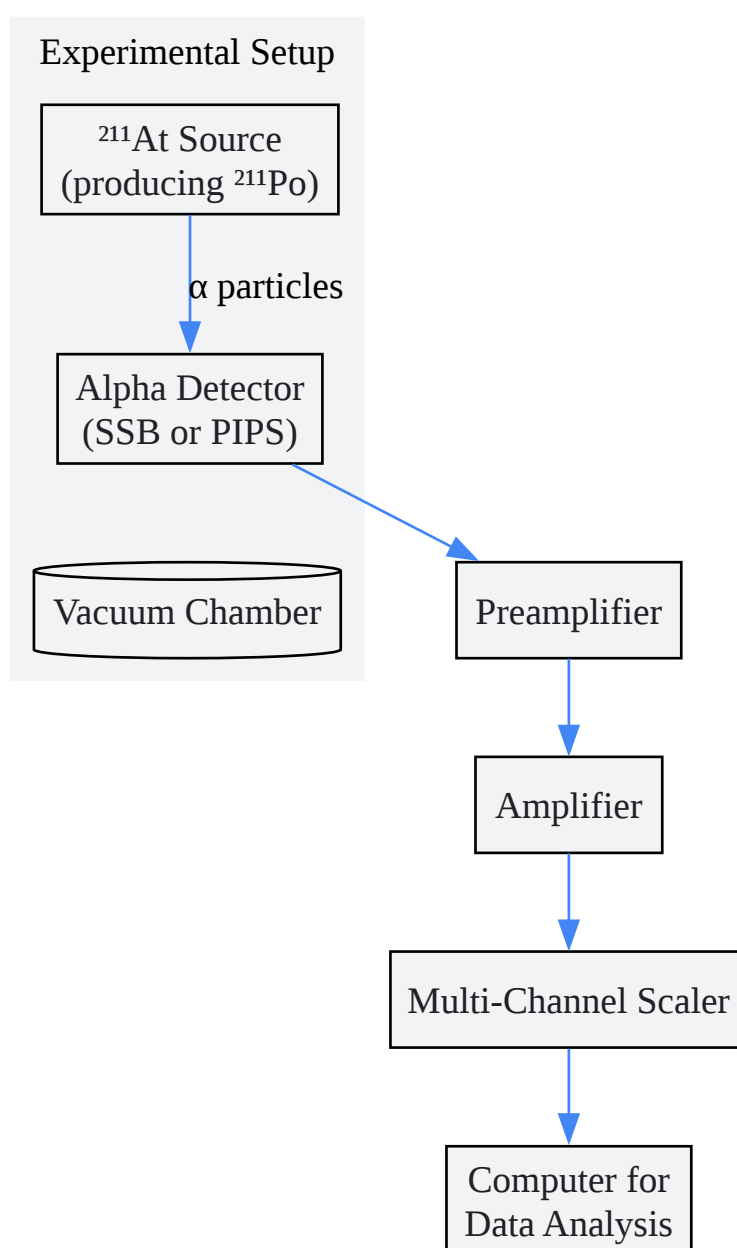 Experimental Setup
²¹¹At Source
(producing ²¹¹Po)
α particles
Alpha Detector
(SSB or PIPS)
Vacuum Chamber
Preamplifier
Amplifier
Multi-Channel Scaler
Computer for
Data Analysis